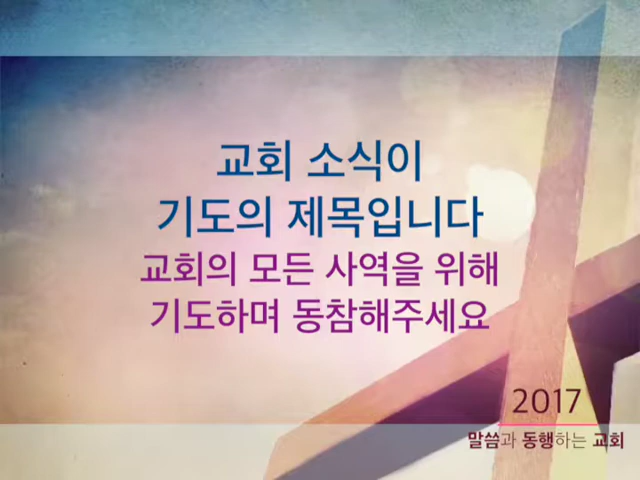 교회 소식이
기도의 제목입니다
교회의 모든 사역을 위해
기도하며 동참해주세요
2017
말씀과 동행하는 교회